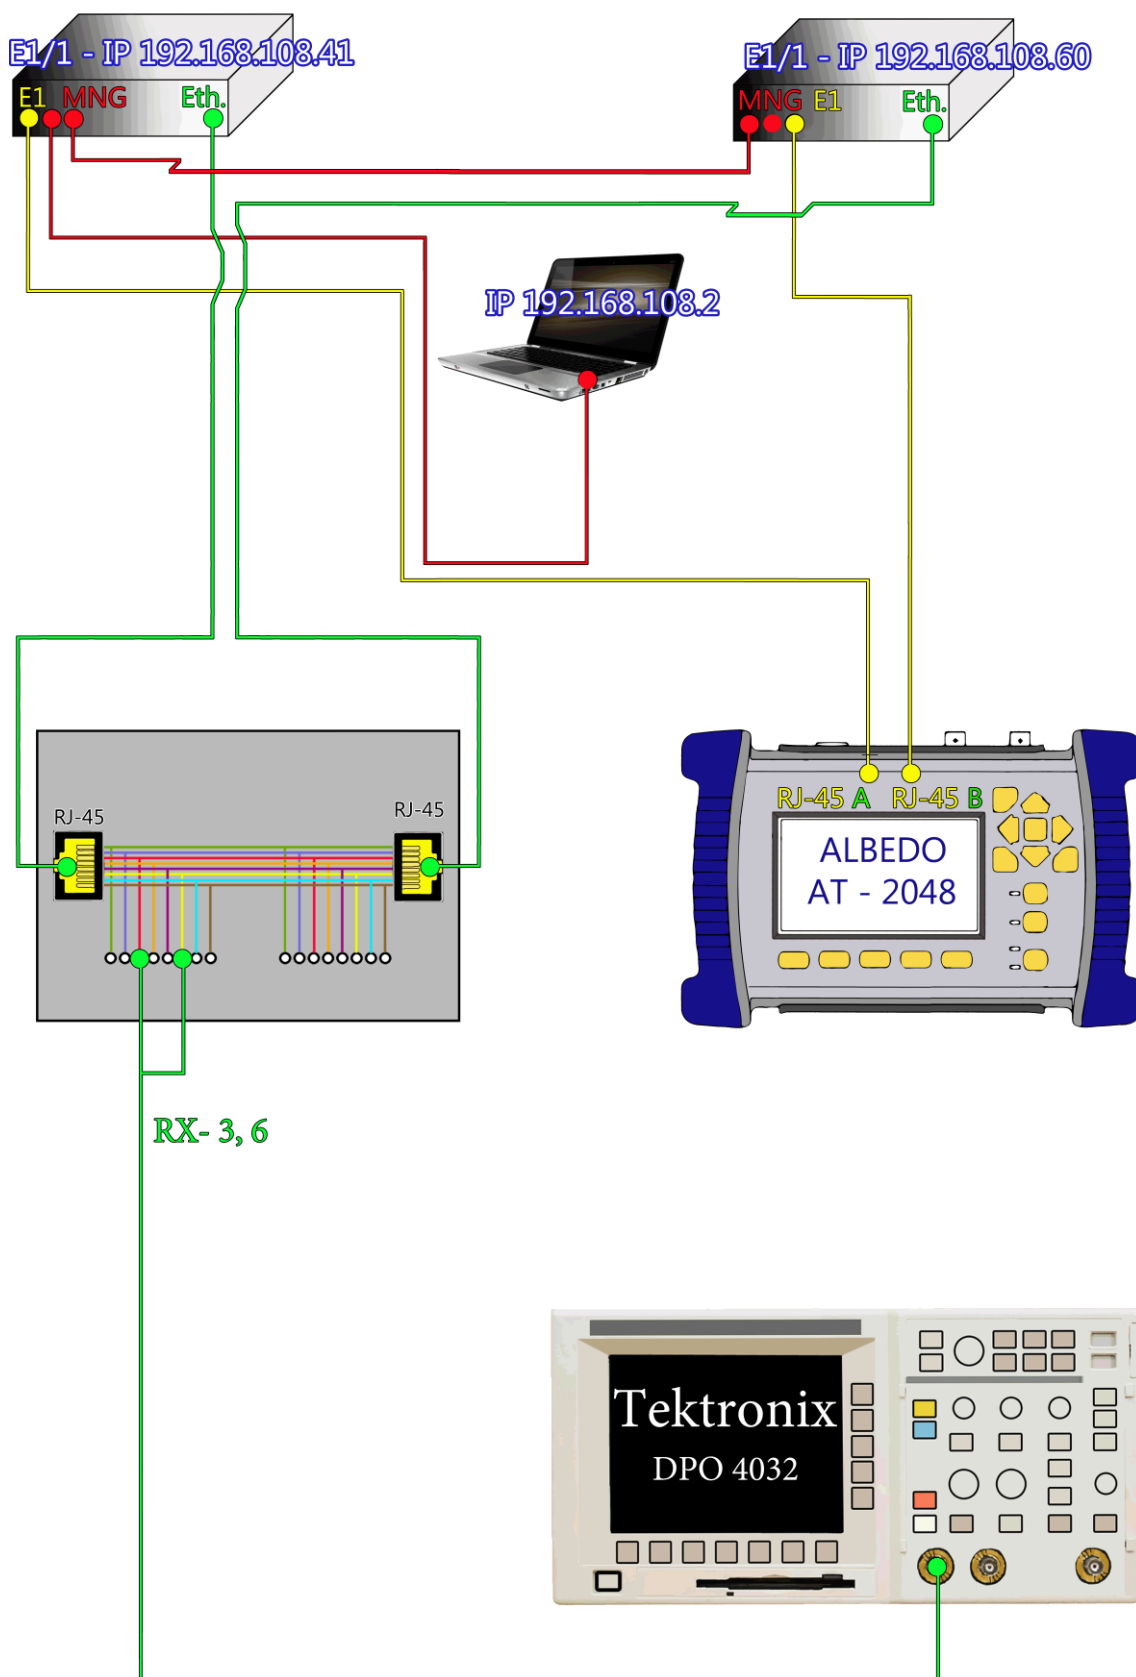 E1/1 - IP 192.168.108.41
E1/1 - IP 192.168.108.60
E1 MNG Eth.
MNG E1 Eth.
IP 192.168.108.2
RJ-45
RJ-45
RJ-45 A RJ-45 B
ALBEDO
AT - 2048
RX- 3, 6
Tektronix
DPO 4032